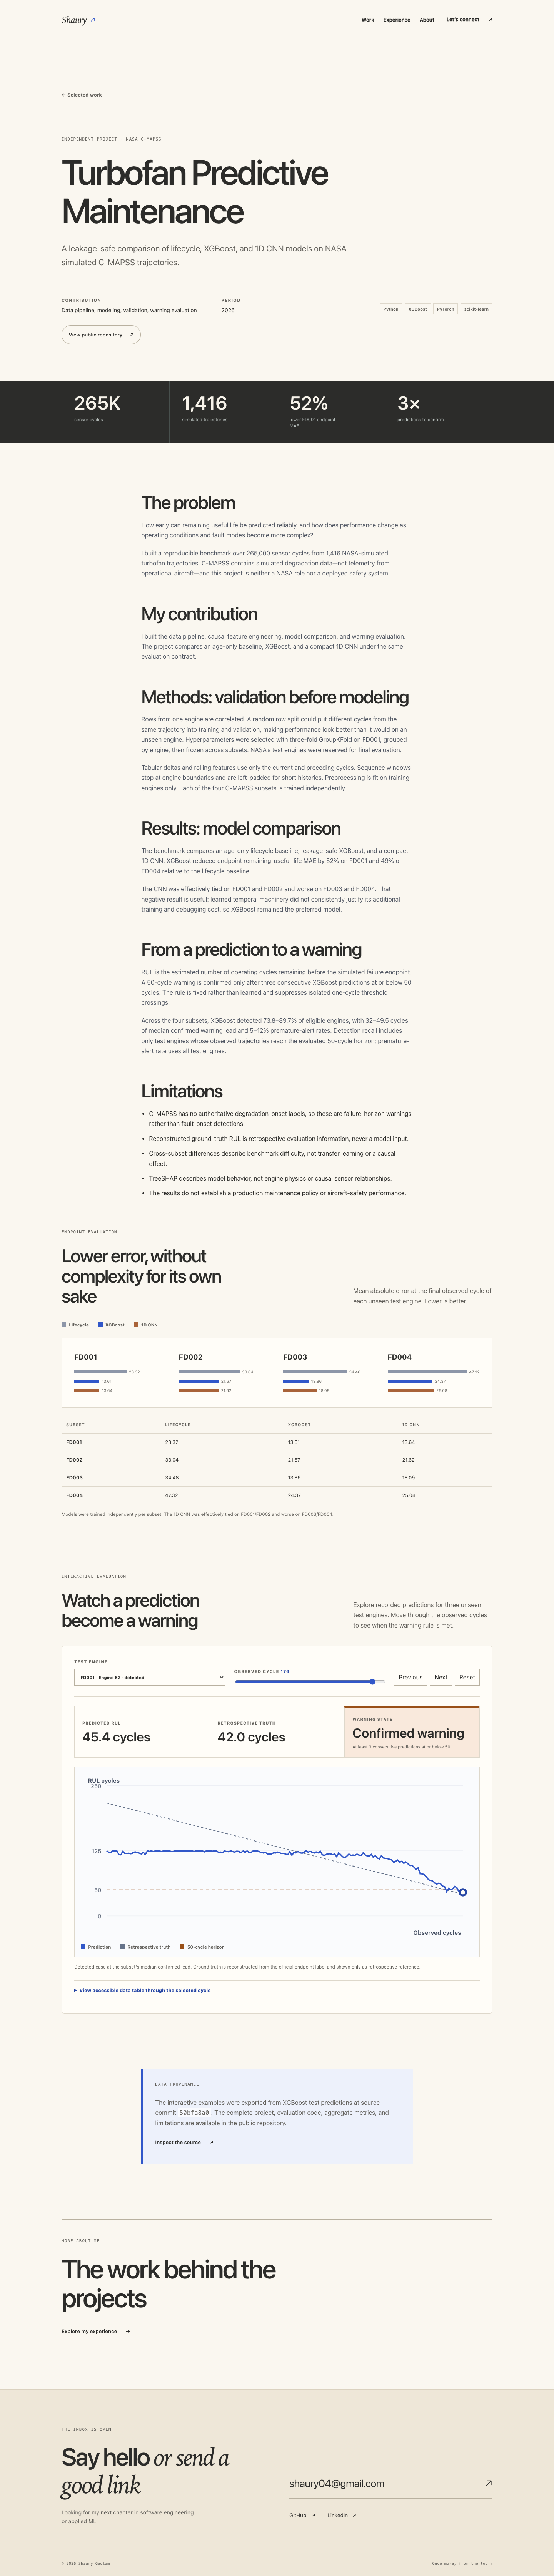 Shaury ↗
Work Experience About Let's connect ↗
← Selected work
INDEPENDENT PROJECT · NASA C-MAPSS
Turbofan Predictive
Maintenance
A leakage-safe comparison of lifecycle, XGBoost, and 1D CNN models on NASA-
simulated C-MAPSS trajectories.
CONTRIBUTION
Data pipeline, modeling, validation, warning evaluation
PERIOD
2026
Python XGBoost PyTorch scikit-learn
View public repository ↗
265K
sensor cycles
1,416
simulated trajectories
52%
lower FD001 endpoint
MAE
3×
predictions to confirm
The problem
How early can remaining useful life be predicted reliably, and how does performance change as
operating conditions and fault modes become more complex?
I built a reproducible benchmark over 265,000 sensor cycles from 1,416 NASA-simulated
turbofan trajectories. C-MAPSS contains simulated degradation data—not telemetry from
operational aircraft—and this project is neither a NASA role nor a deployed safety system.
My contribution
I built the data pipeline, causal feature engineering, model comparison, and warning evaluation.
The project compares an age-only baseline, XGBoost, and a compact 1D CNN under the same
evaluation contract.
Methods: validation before modeling
Rows from one engine are correlated. A random row split could put different cycles from the
same trajectory into training and validation, making performance look better than it would on an
unseen engine. Hyperparameters were selected with three-fold GroupKFold on FD001, grouped
by engine, then frozen across subsets. NASA's test engines were reserved for final evaluation.
Tabular deltas and rolling features use only the current and preceding cycles. Sequence windows
stop at engine boundaries and are left-padded for short histories. Preprocessing is fit on training
engines only. Each of the four C-MAPSS subsets is trained independently.
Results: model comparison
The benchmark compares an age-only lifecycle baseline, leakage-safe XGBoost, and a compact
1D CNN. XGBoost reduced endpoint remaining-useful-life MAE by 52% on FD001 and 49% on
FD004 relative to the lifecycle baseline.
The CNN was effectively tied on FD001 and FD002 and worse on FD003 and FD004. That
negative result is useful: learned temporal machinery did not consistently justify its additional
training and debugging cost, so XGBoost remained the preferred model.
From a prediction to a warning
RUL is the estimated number of operating cycles remaining before the simulated failure endpoint.
A 50-cycle warning is confirmed only after three consecutive XGBoost predictions at or below 50
cycles. The rule is fixed rather than learned and suppresses isolated one-cycle threshold
crossings.
Across the four subsets, XGBoost detected 73.8–89.7% of eligible engines, with 32–49.5 cycles
of median confirmed warning lead and 5–12% premature-alert rates. Detection recall includes
only test engines whose observed trajectories reach the evaluated 50-cycle horizon; premature-
alert rate uses all test engines.
Limitations
• C-MAPSS has no authoritative degradation-onset labels, so these are failure-horizon warnings
rather than fault-onset detections.
• Reconstructed ground-truth RUL is retrospective evaluation information, never a model input.
• Cross-subset differences describe benchmark difficulty, not transfer learning or a causal
effect.
• TreeSHAP describes model behavior, not engine physics or causal sensor relationships.
• The results do not establish a production maintenance policy or aircraft-safety performance.
ENDPOINT EVALUATION
Lower error, without
complexity for its own
sake
Mean absolute error at the final observed cycle of
each unseen test engine. Lower is better.
Lifecycle XGBoost 1D CNN
FD001 FD002 FD003 FD004
28.32 33.04 34.48 47.32
13.61 21.67 13.86 24.37
13.64 21.62 18.09 25.08
SUBSET LIFECYCLE XGBOOST 1D CNN
FD001 28.32 13.61 13.64
FD002 33.04 21.67 21.62
FD003 34.48 13.86 18.09
FD004 47.32 24.37 25.08
Models were trained independently per subset. The 1D CNN was effectively tied on FD001/FD002 and worse on FD003/FD004.
INTERACTIVE EVALUATION
Watch a prediction
become a warning
Explore recorded predictions for three unseen
test engines. Move through the observed cycles
to see when the warning rule is met.
TEST ENGINE
FD001 · Engine 52 · detected
OBSERVED CYCLE 176
Previous Next Reset
PREDICTED RUL
45.4 cycles
RETROSPECTIVE TRUTH
42.0 cycles
WARNING STATE
Confirmed warning
At least 3 consecutive predictions at or below 50.
RUL cycles
250
125
50
0
Observed cycles
Prediction Retrospective truth 50-cycle horizon
Detected case at the subset's median confirmed lead. Ground truth is reconstructed from the official endpoint label and shown only as retrospective reference.
▶ View accessible data table through the selected cycle
DATA PROVENANCE
The interactive examples were exported from XGBoost test predictions at source
commit 50bfa8a0 . The complete project, evaluation code, aggregate metrics, and
limitations are available in the public repository.
Inspect the source ↗
MORE ABOUT ME
The work behind the
projects
Explore my experience →
THE INBOX IS OPEN
Say hello or send a
good link
Looking for my next chapter in software engineering
or applied ML
shaury04@gmail.com ↗
GitHub ↗ LinkedIn ↗
© 2026 Shaury Gautam
Once more, from the top ↑